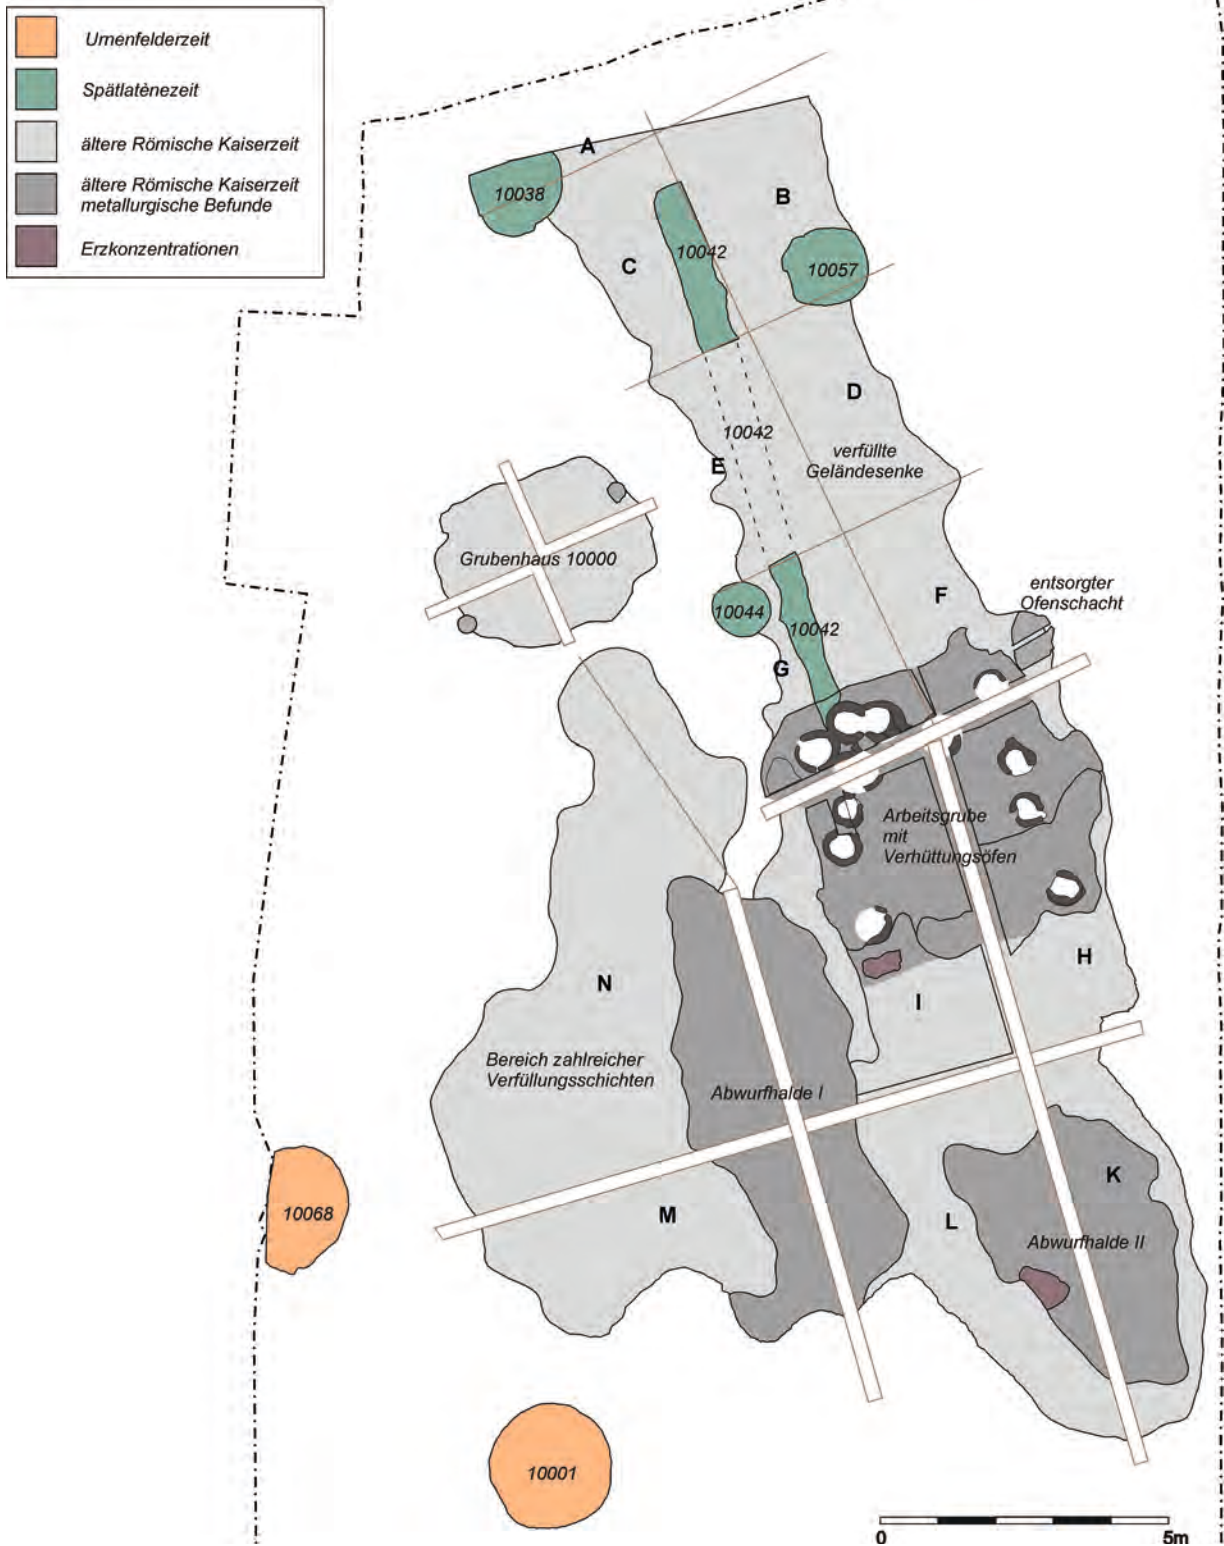 Urnenfelderzeit
Spätlatènezeit
ältere Römische Kaiserzeit
ältere Römische Kaiserzeit
metallurgische Befunde
Erzkonzentrationen
A
10038
B
10042
C
10057
D
10042
verfüllte
Geländesenke
E
Grubenhaus 10000
entsorgter
Ofenschacht
F
10044
10042
G
Arbeitsgrube
mit
Verhüttungsöfen
H
N
I
Bereich zahlreicher
Verfüllungsschichten
Abwurfhalde I
K
10068
M
L
Abwurfhalde II
10001
0
5m